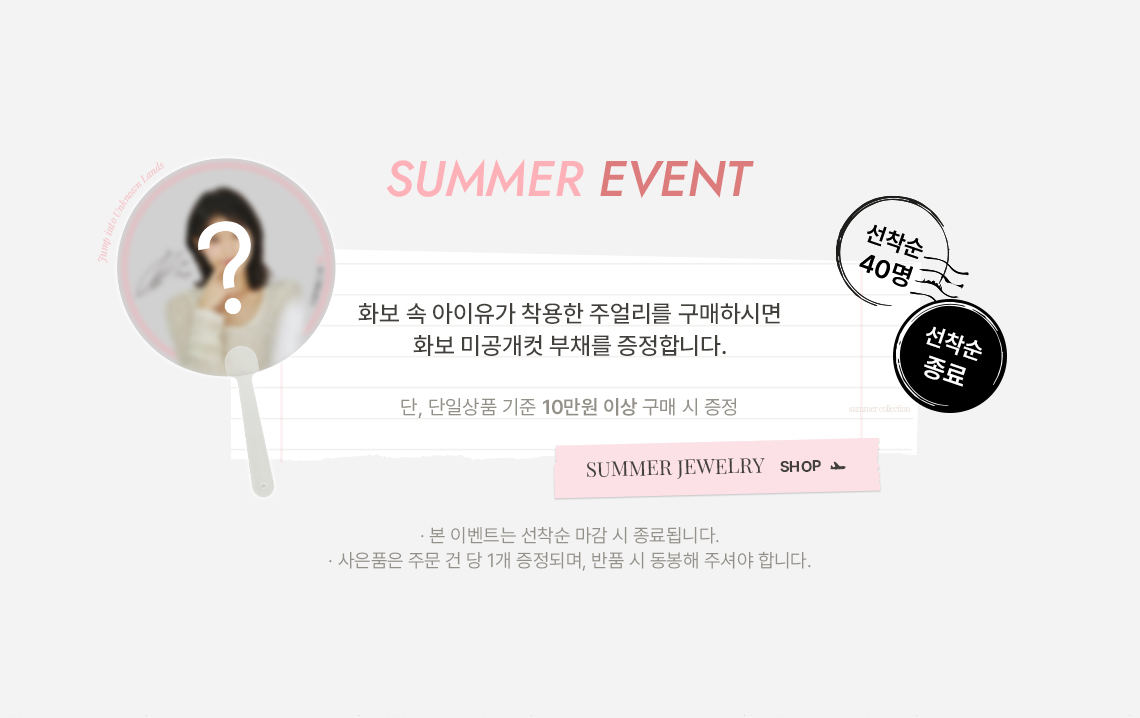 SUMMER EVENT
Jump into Unknown Lands
?
선착순
40명
화보 속 아이유가 착용한 주얼리를 구매하시면
화보 미공개컷 부채를 증정합니다.
선착순
종료
단, 단일상품 기준 10만원 이상 구매 시 증정
summer collection
SUMMER JEWELRY SHOP
· 본 이벤트는 선착순 마감 시 종료됩니다.
· 사은품은 주문 건 당 1개 증정되며, 반품 시 동봉해 주셔야 합니다.